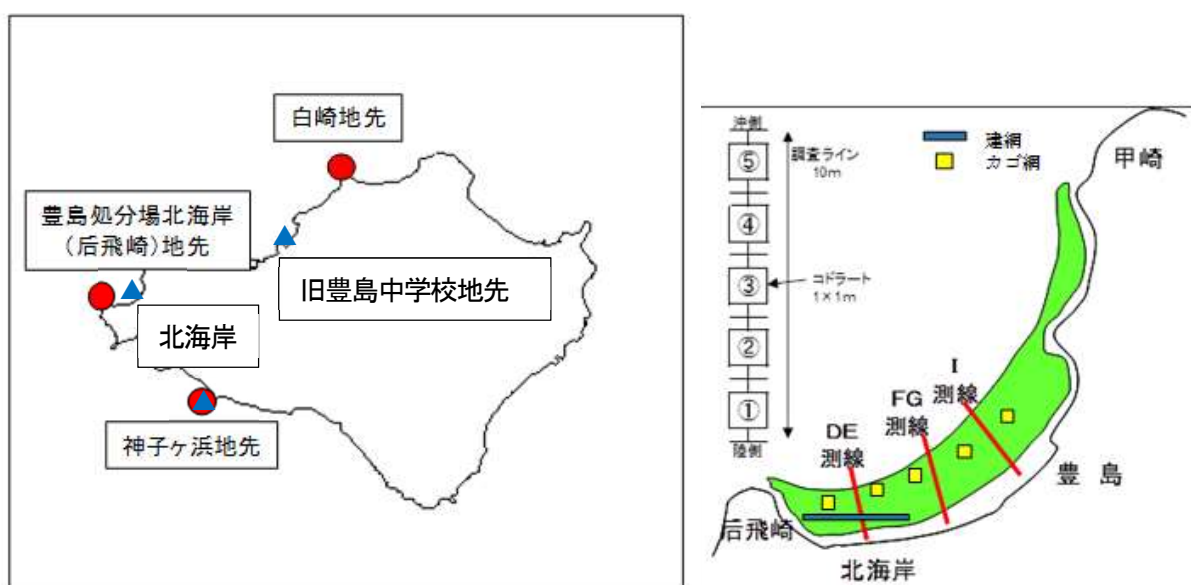 白崎地先
豊島処分場北海岸
(后飛崎)地先
旧豊島中学校地先
北海岸
神子ヶ浜地先
沖側
⑤
④
③
②
①
陸側
調査ライン
10m
コドラート
1×1m
建網
カゴ網
甲崎
I
測線
FG
測線
DE
測線
豊 島
后飛崎
北海岸